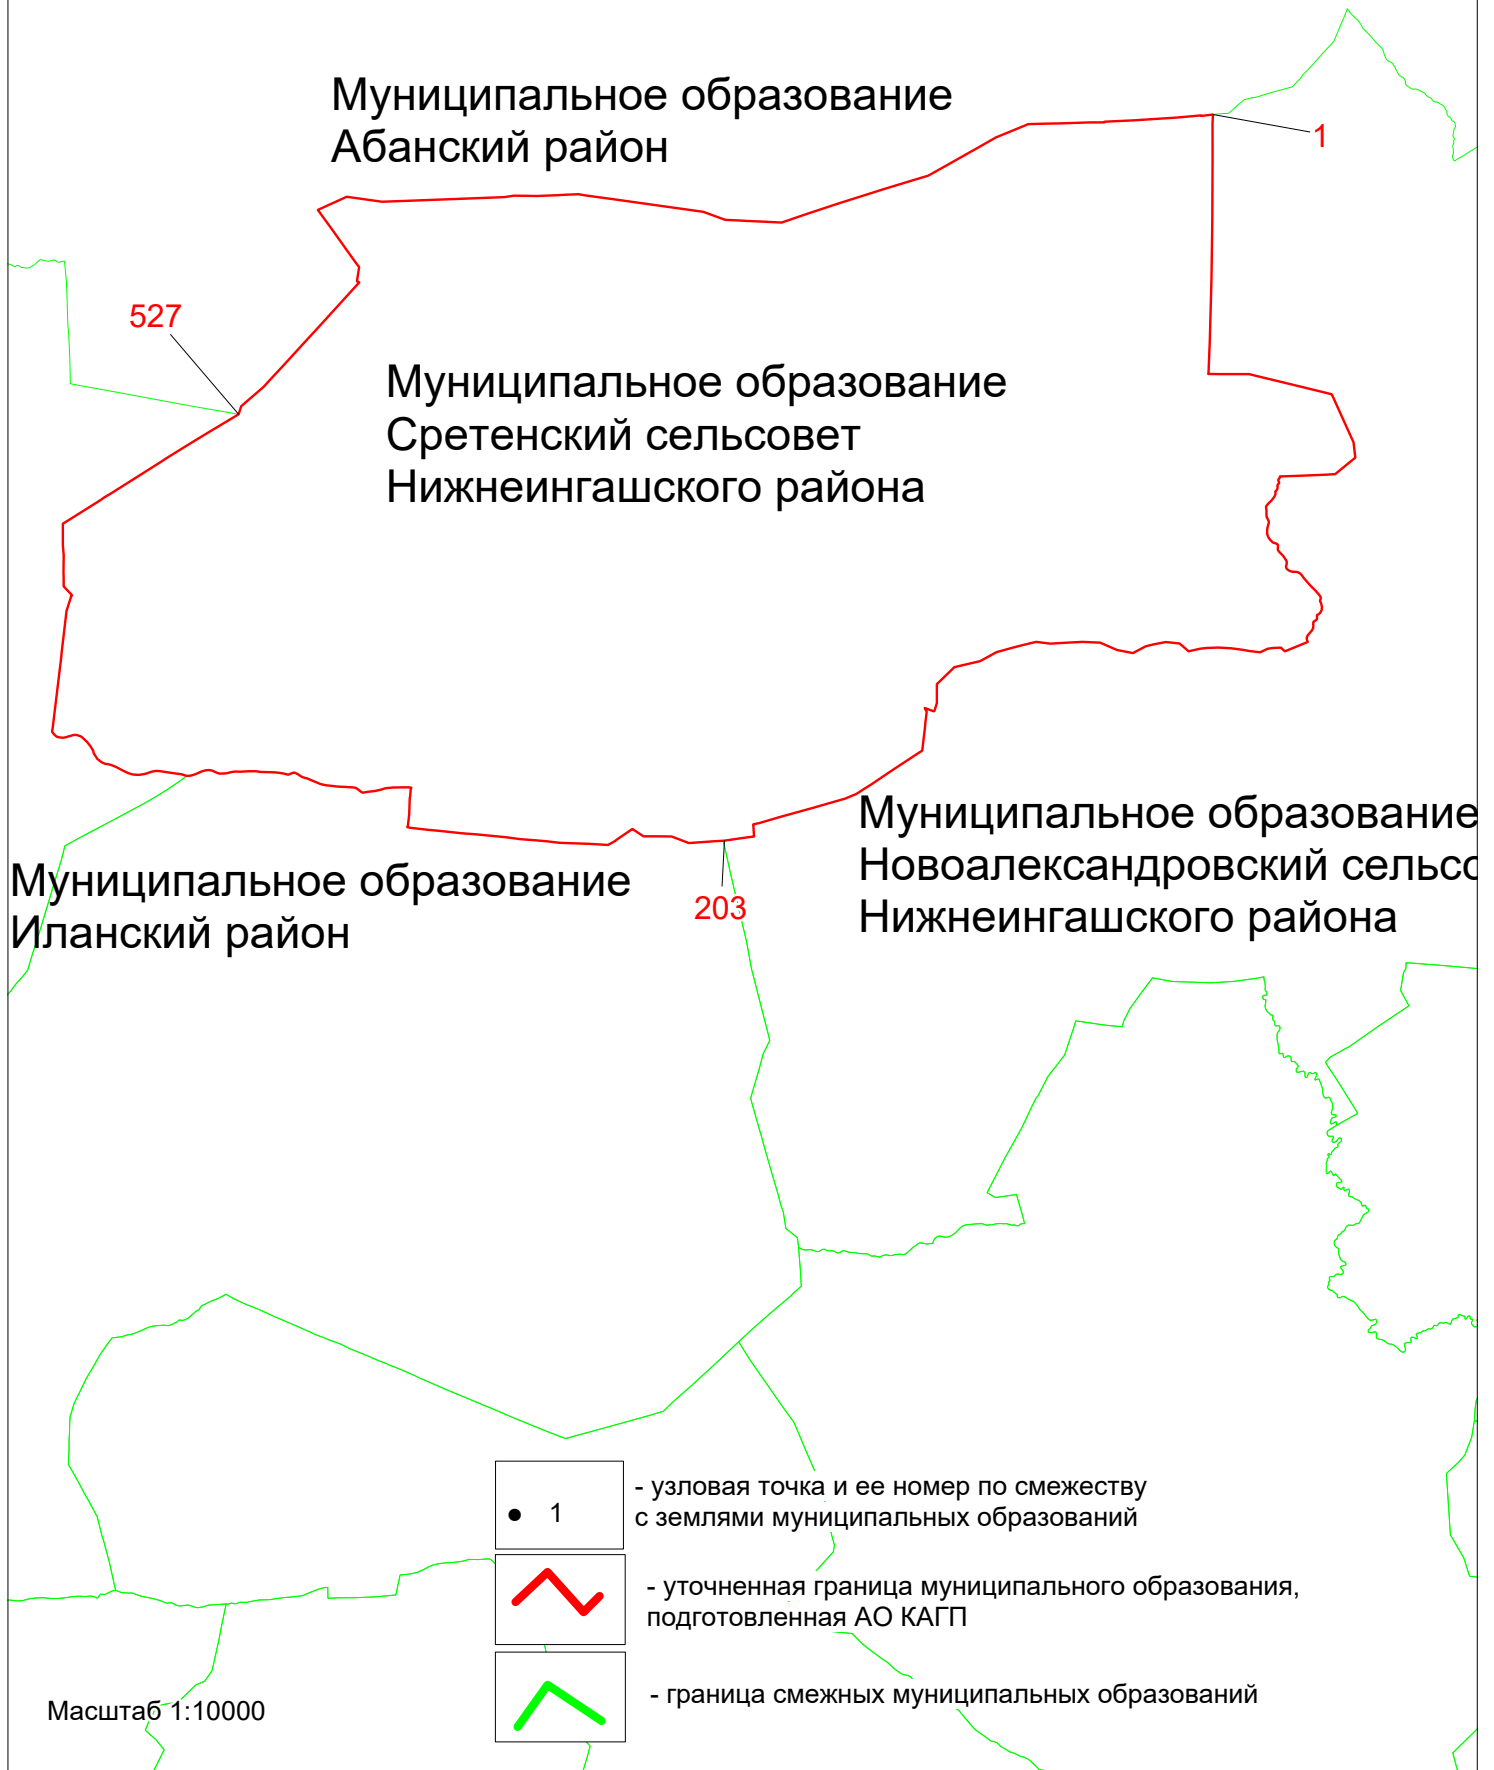 Муниципальное образование
Абанский район
1
527
Муниципальное образование
Сретенский сельсовет
Нижнеингашского района
Муниципальное образование
Новоалександровский сельсо
Нижнеингашского района
Муниципальное образование
Иланский район
203
1
- узловая точка и ее номер по смежеству
с землями муниципальных образований
- уточненная граница муниципального образования,
подготовленная АО КАГП
- граница смежных муниципальных образований
Масштаб 1:10000